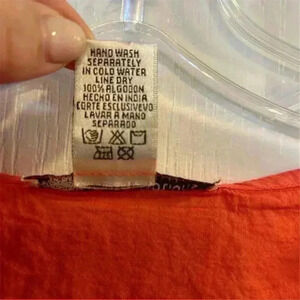 HAND WASH
SEPARATELY
IN COLD WATER
LINE DRY
100% ALGODON
HECHO EN INDIA
CORTE ESCLUSIVEVO
LAVAR A MANO
SEPARADO